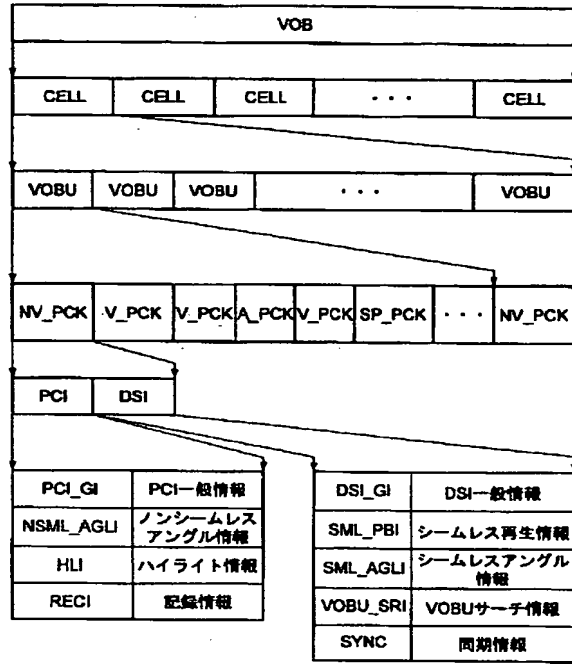 VOB
CELL CELL CELL ・・・ CELL
VOBU VOBU VOBU ・・・ VOBU
NV_PCK V_PCK V_PCK A_PCK V_PCK SP_PCK ・・・ NV_PCK
PCI DSI
PCI_GI PCI一般情報
NSML_AGLI ノンシームレス
アングル情報
HLI ハイライト情報
RECI 記録情報
DSI_GI DSI一般情報
SML_PBI シームレス再生情報
SML_AGLI シームレスアングル
情報
VOBU_SRI VOBUサーチ情報
SYNC 同期情報